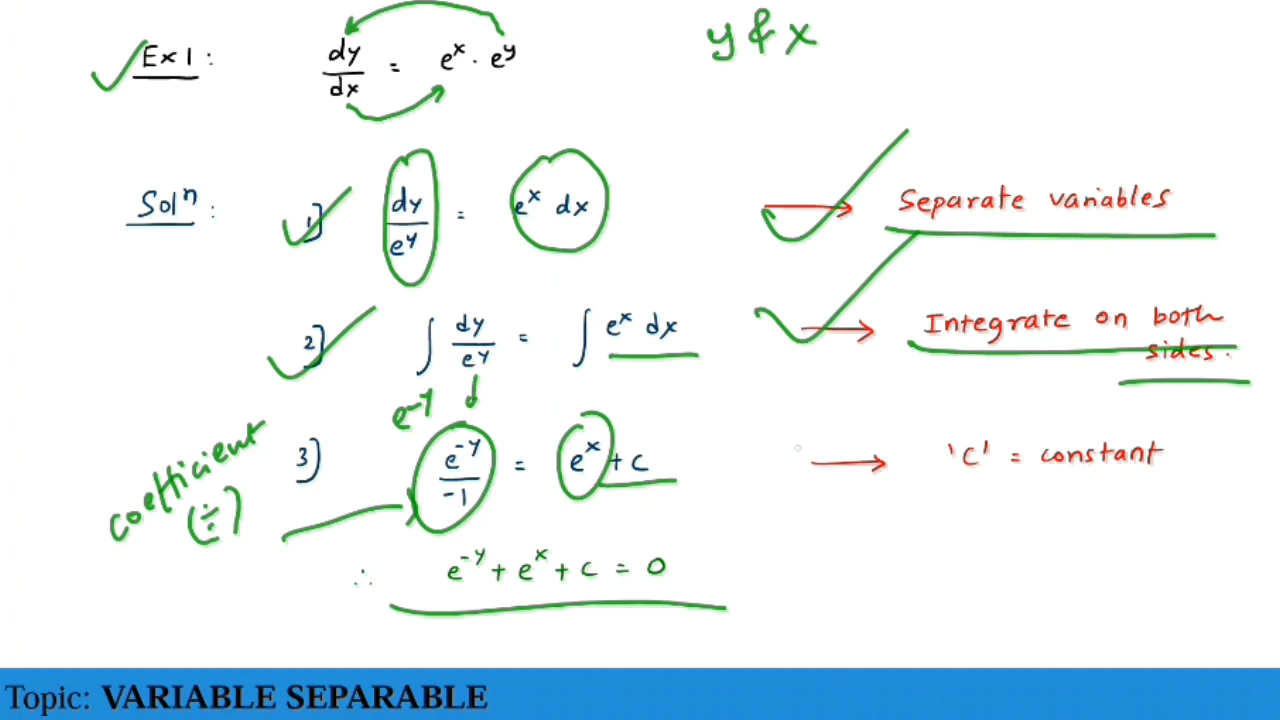 y & x
Ex 1 : dy/dx = e^x · e^y
Solⁿ : 1] dy/e^y = e^x dx → Separate variables
2] ∫ dy/e^y = ∫ e^x dx → Integrate on both sides.
e^-y ↓
coefficient (÷)
3] e^-y/-1 = e^x + c → 'C' = constant
∴ e^-y + e^x + c = 0
Topic: VARIABLE SEPARABLE